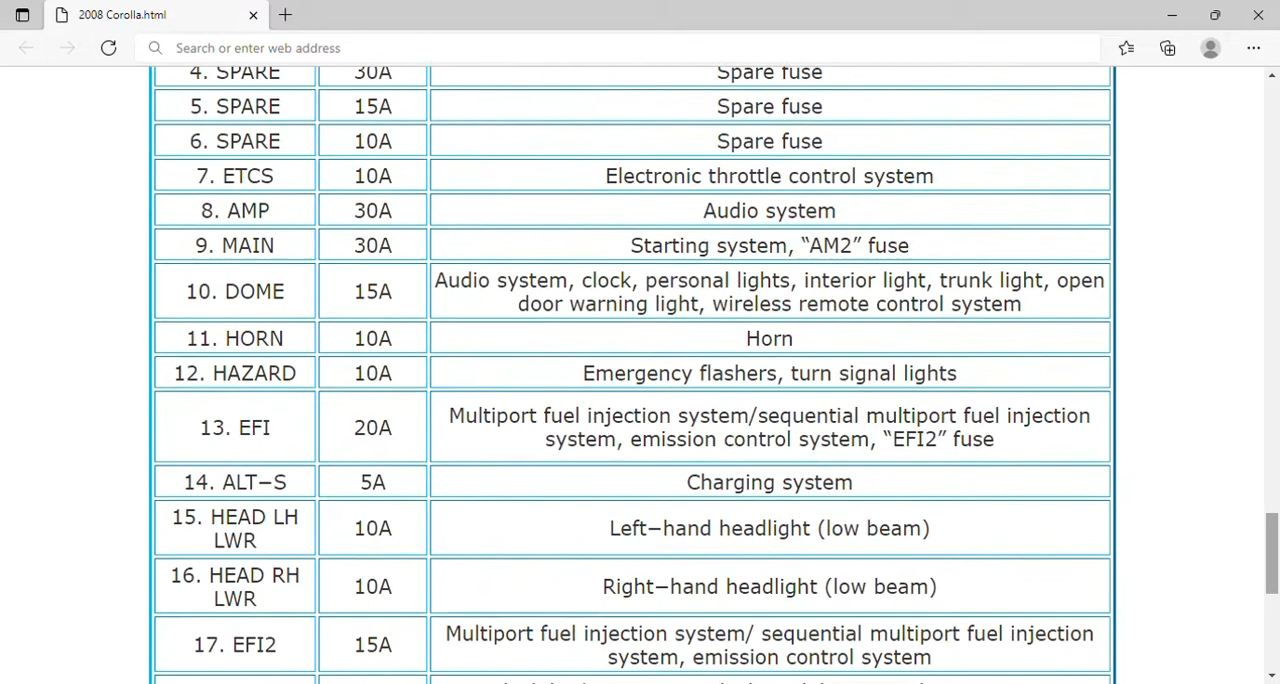 2008 Corolla.html
Search or enter web address
4. SPARE 30A Spare fuse
5. SPARE 15A Spare fuse
6. SPARE 10A Spare fuse
7. ETCS 10A Electronic throttle control system
8. AMP 30A Audio system
9. MAIN 30A Starting system, “AM2” fuse
10. DOME 15A Audio system, clock, personal lights, interior light, trunk light, open
door warning light, wireless remote control system
11. HORN 10A Horn
12. HAZARD 10A Emergency flashers, turn signal lights
13. EFI 20A Multiport fuel injection system/sequential multiport fuel injection
system, emission control system, “EFI2” fuse
14. ALT−S 5A Charging system
15. HEAD LH
LWR 10A Left−hand headlight (low beam)
16. HEAD RH
LWR 10A Right−hand headlight (low beam)
17. EFI2 15A Multiport fuel injection system/ sequential multiport fuel injection
system, emission control system